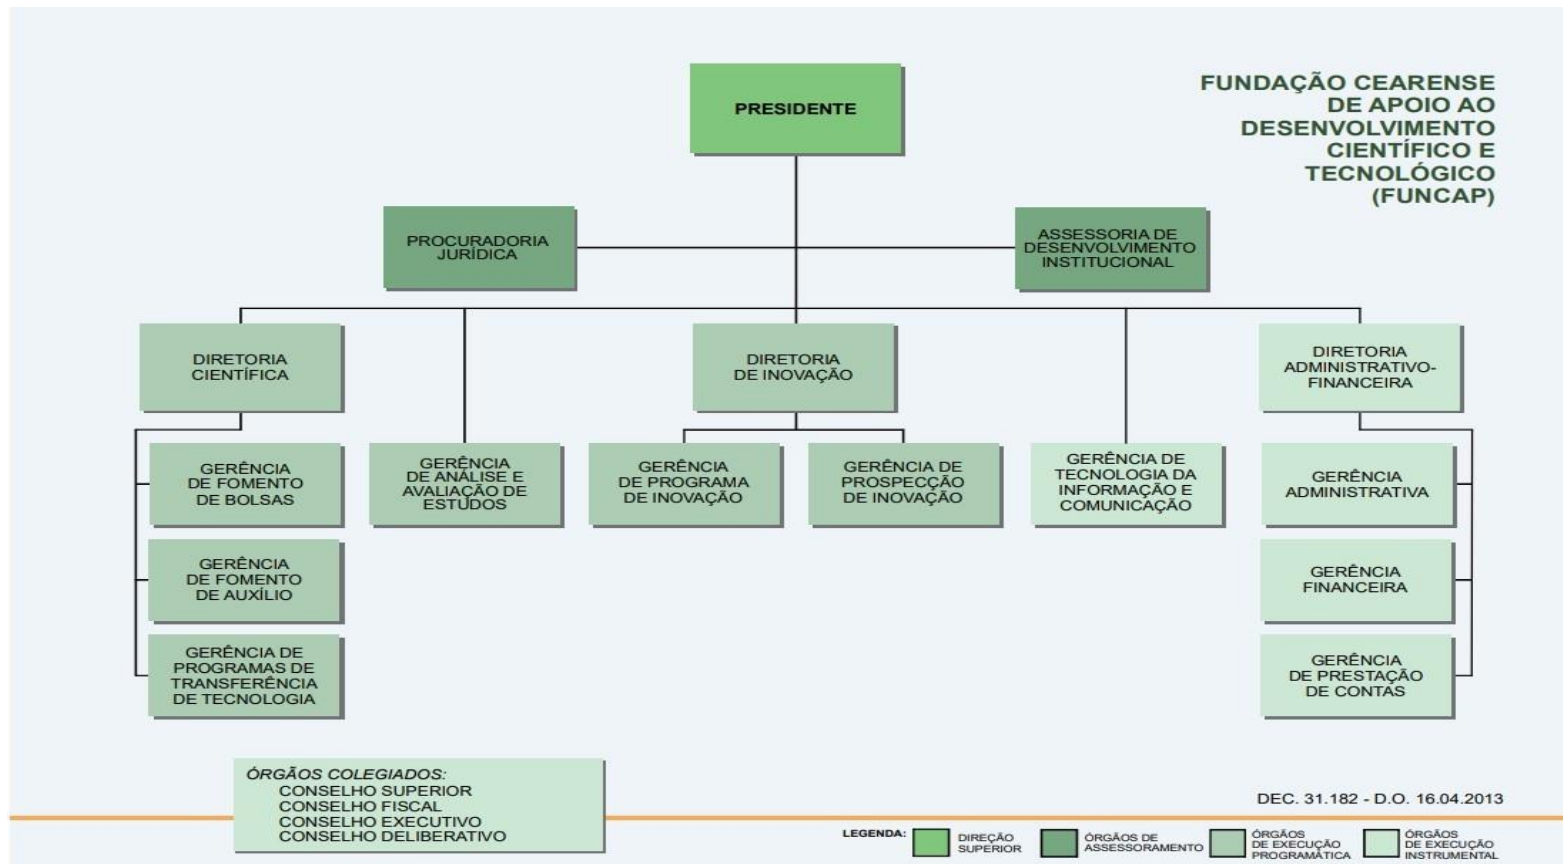 FUNDAÇÃO CEARENSE
DE APOIO AO
DESENVOLVIMENTO
CIENTÍFICO E
TECNOLÓGICO
(FUNCAP)
PRESIDENTE
PROCURADORIA
JURÍDICA
ASSESSORIA DE
DESENVOLVIMENTO
INSTITUCIONAL
DIRETORIA
CIENTÍFICA
DIRETORIA
DE INOVAÇÃO
DIRETORIA
ADMINISTRATIVO-
FINANCEIRA
GERÊNCIA
DE FOMENTO
DE BOLSAS
GERÊNCIA
DE ANÁLISE E
AVALIAÇÃO DE
ESTUDOS
GERÊNCIA
DE PROGRAMA
DE INOVAÇÃO
GERÊNCIA DE
PROSPECÇÃO
DE INOVAÇÃO
GERÊNCIA DE
TECNOLOGIA DA
INFORMAÇÃO E
COMUNICAÇÃO
GERÊNCIA
ADMINISTRATIVA
GERÊNCIA
DE FOMENTO
DE AUXÍLIO
GERÊNCIA
FINANCEIRA
GERÊNCIA DE
PROGRAMAS DE
TRANSFERÊNCIA
DE TECNOLOGIA
GERÊNCIA
DE PRESTAÇÃO
DE CONTAS
ÓRGÃOS COLEGIADOS:
CONSELHO SUPERIOR
CONSELHO FISCAL
CONSELHO EXECUTIVO
CONSELHO DELIBERATIVO
DEC. 31.182 - D.O. 16.04.2013
LEGENDA:
DIREÇÃO
SUPERIOR
ÓRGÃOS DE
ASSESSORAMENTO
ÓRGÃOS
DE EXECUÇÃO
PROGRAMÁTICA
ÓRGÃOS
DE EXECUÇÃO
INSTRUMENTAL